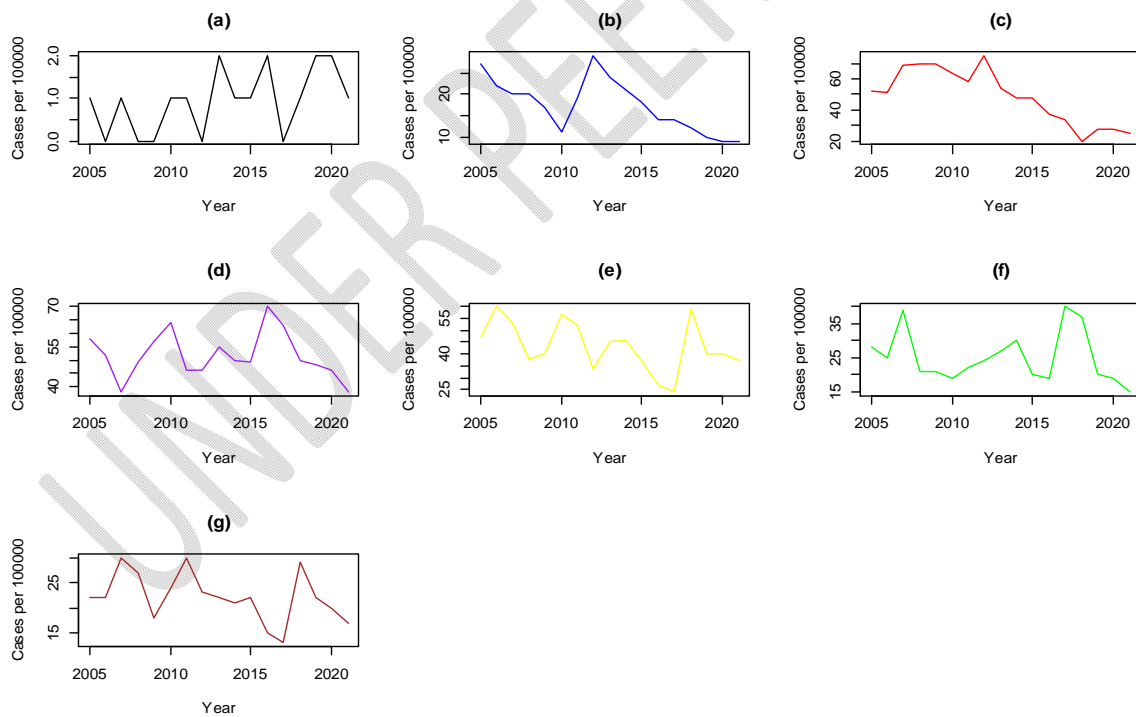 (a)
Cases per 100000
0.0 1.0 2.0
2005 2010 2015 2020
Year
(b)
Cases per 100000
10 20
2005 2010 2015 2020
Year
(c)
Cases per 100000
20 40 60
2005 2010 2015 2020
Year
(d)
Cases per 100000
40 55 70
2005 2010 2015 2020
Year
(e)
Cases per 100000
25 40 55
2005 2010 2015 2020
Year
(f)
Cases per 100000
15 25 35
2005 2010 2015 2020
Year
(g)
Cases per 100000
15 25
2005 2010 2015 2020
Year
UNDER PEE